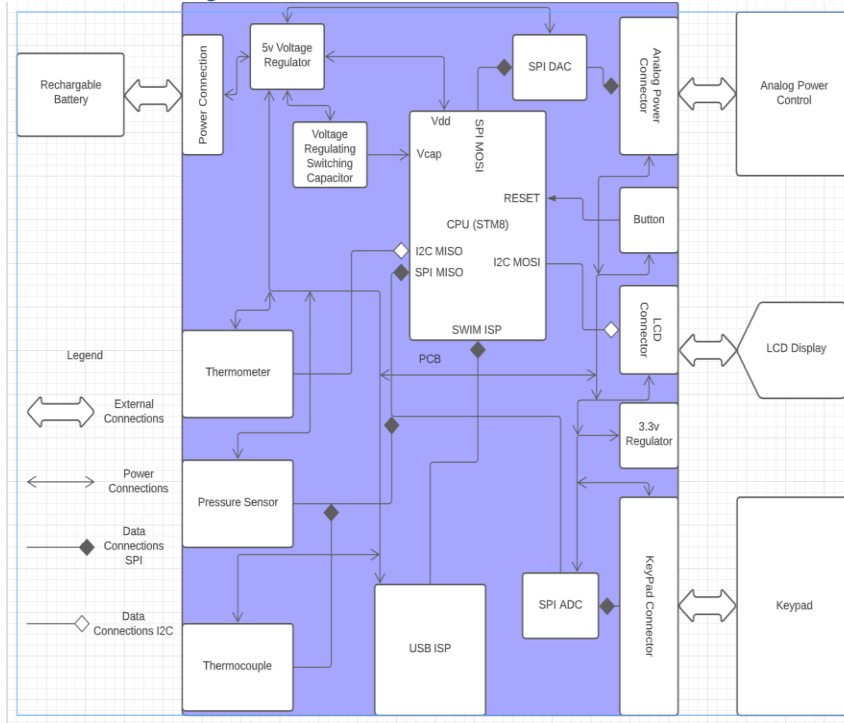 Rechargable
Battery
Power Connection
5v Voltage
Regulator
Voltage
Regulating
Switching
Capacitor
SPI DAC
Analog Power
Connector
Analog Power
Control
Vdd
SPI MOSI
Vcap
RESET
CPU (STM8)
I2C MISO
I2C MOSI
SPI MISO
SWIM ISP
Button
LCD
Connector
LCD Display
PCB
Legend
Thermometer
External
Connections
3.3v
Regulator
Power
Connections
Pressure Sensor
Data
Connections
SPI
KeyPad Connector
SPI ADC
Keypad
Data
Connections I2C
USB ISP
Thermocouple